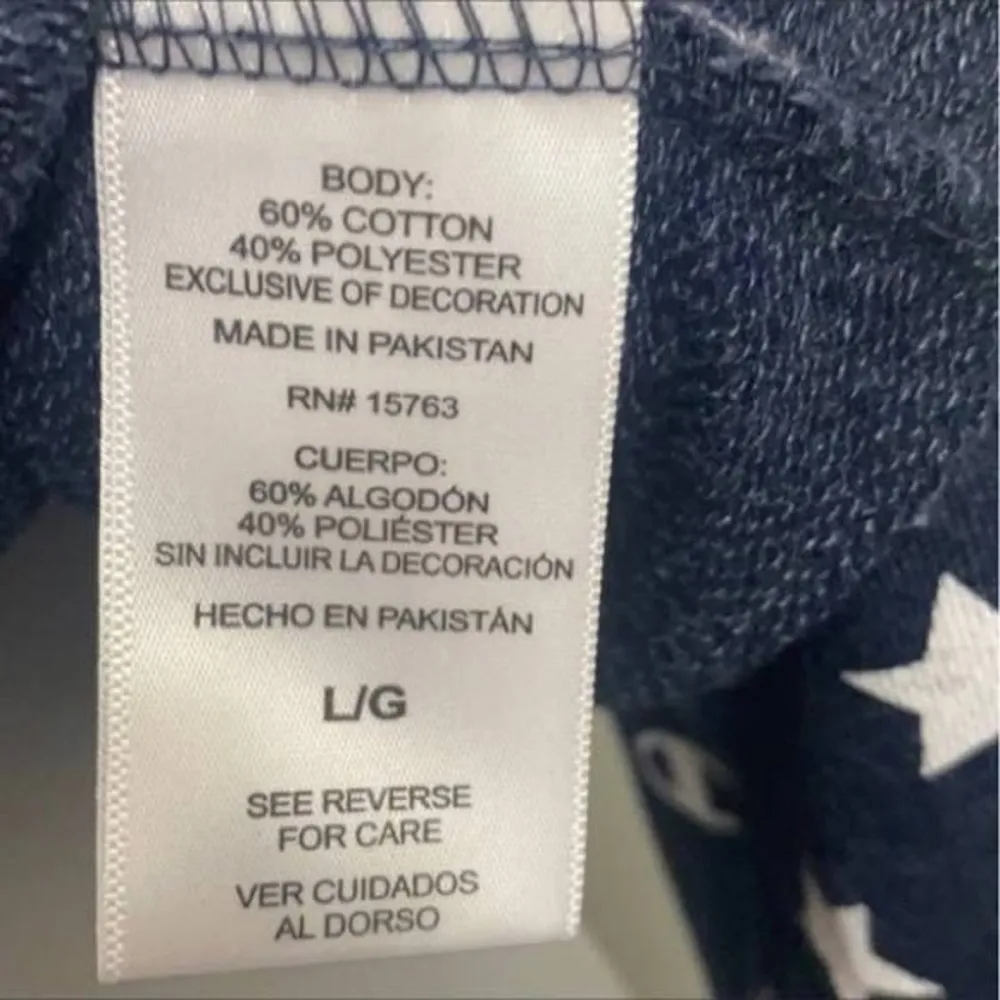 BODY:
60% COTTON
40% POLYESTER
EXCLUSIVE OF DECORATION
MADE IN PAKISTAN
RN# 15763
CUERPO:
60% ALGODÓN
40% POLIÉSTER
SIN INCLUIR LA DECORACIÓN
HECHO EN PAKISTÁN
L/G
SEE REVERSE
FOR CARE
VER CUIDADOS
AL DORSO